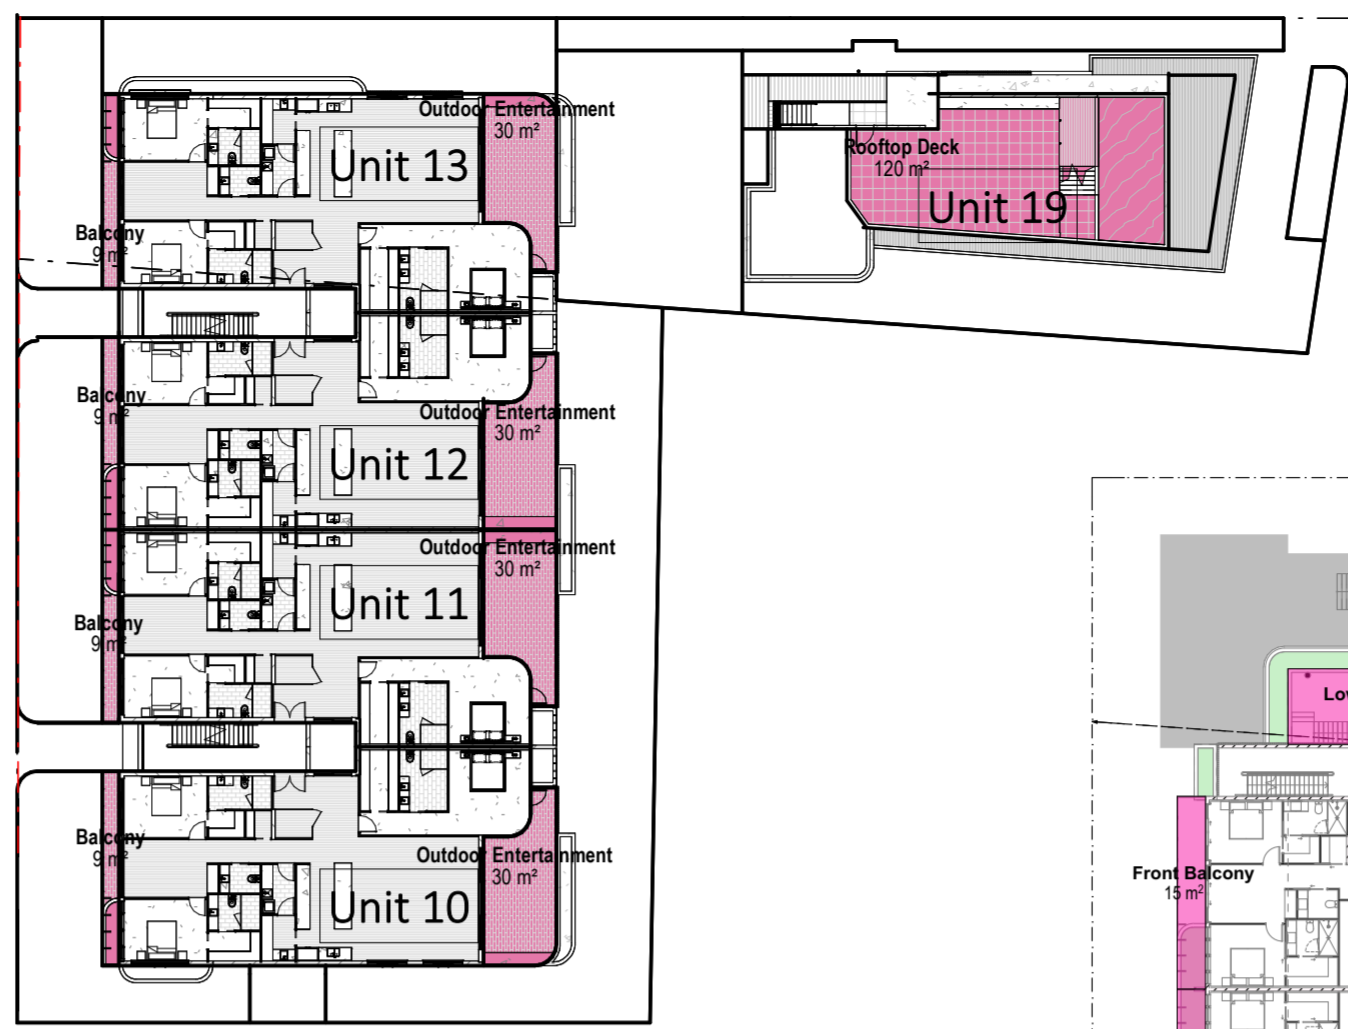 Outdoor Entertainment
30 m²
Unit 13
Balcony
9 m²
Rooftop Deck
120 m²
Unit 19
Balcony
9 m²
Outdoor Entertainment
30 m²
Unit 12
Outdoor Entertainment
30 m²
Unit 11
Balcony
9 m²
Balcony
9 m²
Outdoor Entertainment
30 m²
Unit 10
Lov
Front Balcony
15 m²